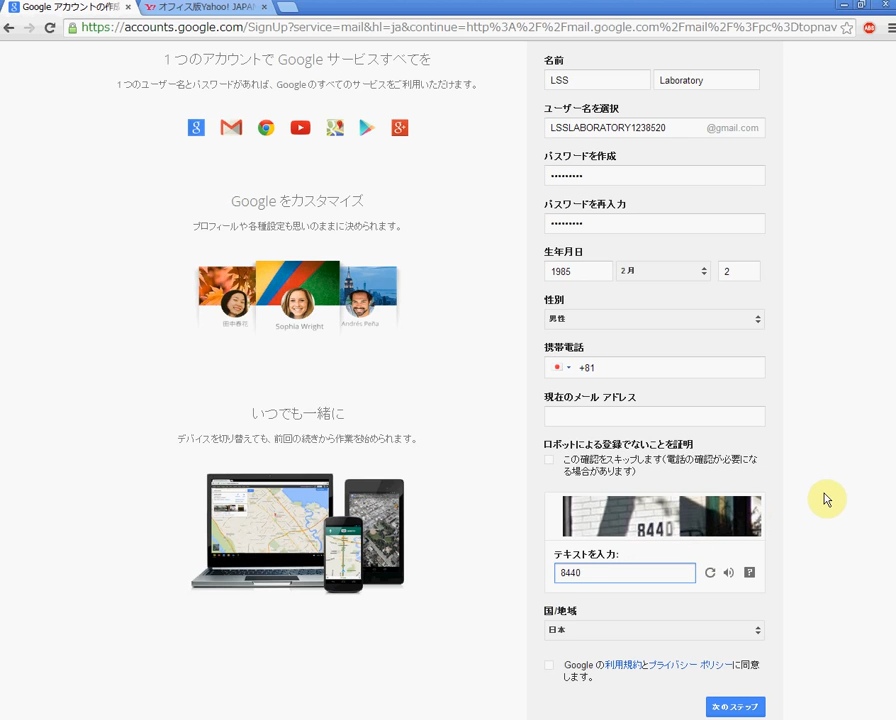 Google アカウントの作成
オフィス版Yahoo! JAPAN
https://accounts.google.com/SignUp?service=mail&hl=ja&continue=http%3A%2F%2Fmail.google.com%2Fmail%2F%3Fpc%3Dtopnav
ABP
1 つのアカウントで Google サービスすべてを
1 つのユーザー名とパスワードがあれば、Google のすべてのサービスをご利用いただけます。
Google をカスタマイズ
プロフィールや各種設定も思いのままに決められます。
田中春花
Sophia Wright
Andrés Peña
いつでも一緒に
デバイスを切り替えても、前回の続きから作業を始められます。
名前
LSS
Laboratory
ユーザー名を選択
LSSLABORATORY1238520
@gmail.com
パスワードを作成
•••••••••
パスワードを再入力
•••••••••
生年月日
1985
2 月
2
性別
男性
携帯電話
+81
現在のメール アドレス
ロボットによる登録でないことを証明
この確認をスキップします(電話の確認が必要にな
る場合があります)
8440
テキストを入力:
8440
国/地域
日本
Google の利用規約とプライバシー ポリシーに同意
します。
次のステップ